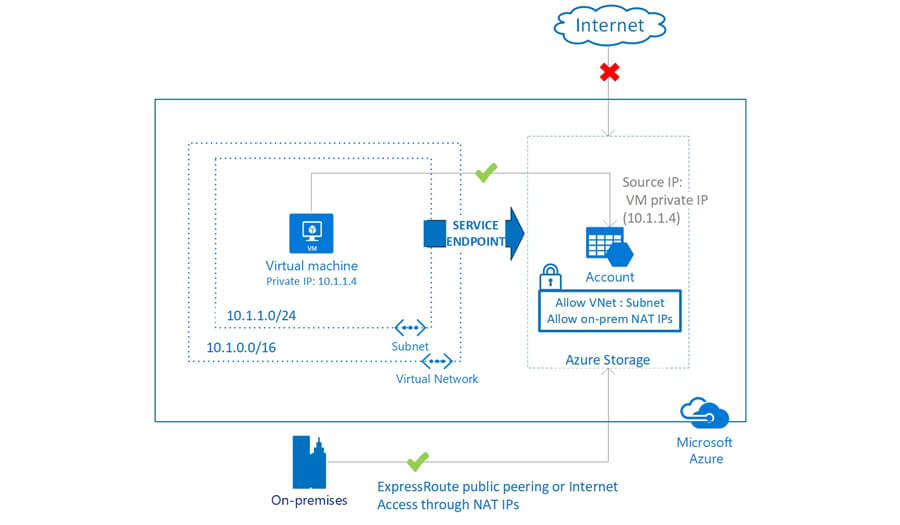 Internet
Source IP:
VM private IP
(10.1.1.4)
SERVICE
ENDPOINT
VM
Virtual machine
Private IP: 10.1.1.4
Account
Allow VNet : Subnet
Allow on-prem NAT IPs
10.1.1.0/24
Subnet
10.1.0.0/16
Azure Storage
Virtual Network
Microsoft
Azure
On-premises
ExpressRoute public peering or Internet
Access through NAT IPs